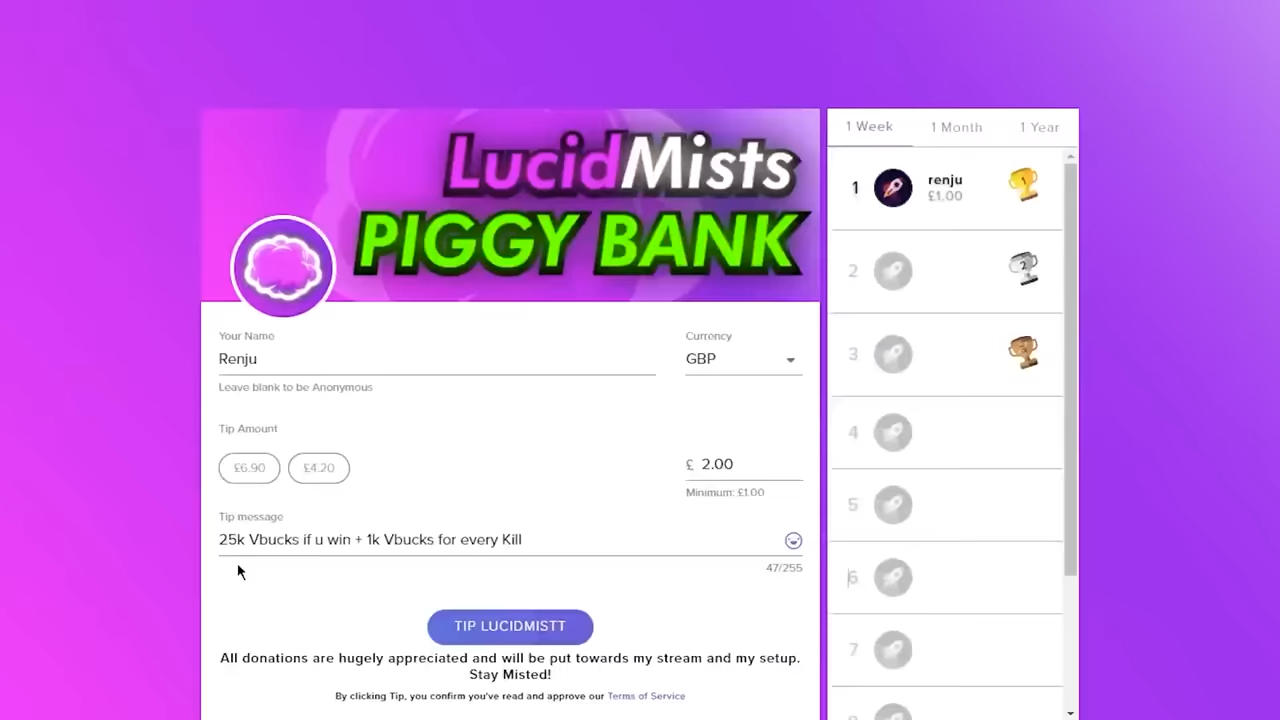 LucidMists
PIGGY BANK
Your Name
Renju
Leave blank to be Anonymous
Currency
GBP
Tip Amount
£6.90
£4.20
£ 2.00
Minimum: £1.00
Tip message
25k Vbucks if u win + 1k Vbucks for every Kill
47/255
TIP LUCIDMISTT
All donations are hugely appreciated and will be put towards my stream and my setup.
Stay Misted!
By clicking Tip, you confirm you've read and approve our Terms of Service
1 Week 1 Month 1 Year
1 renju 1
£1.00
2 2
3 3
4
5
6
7